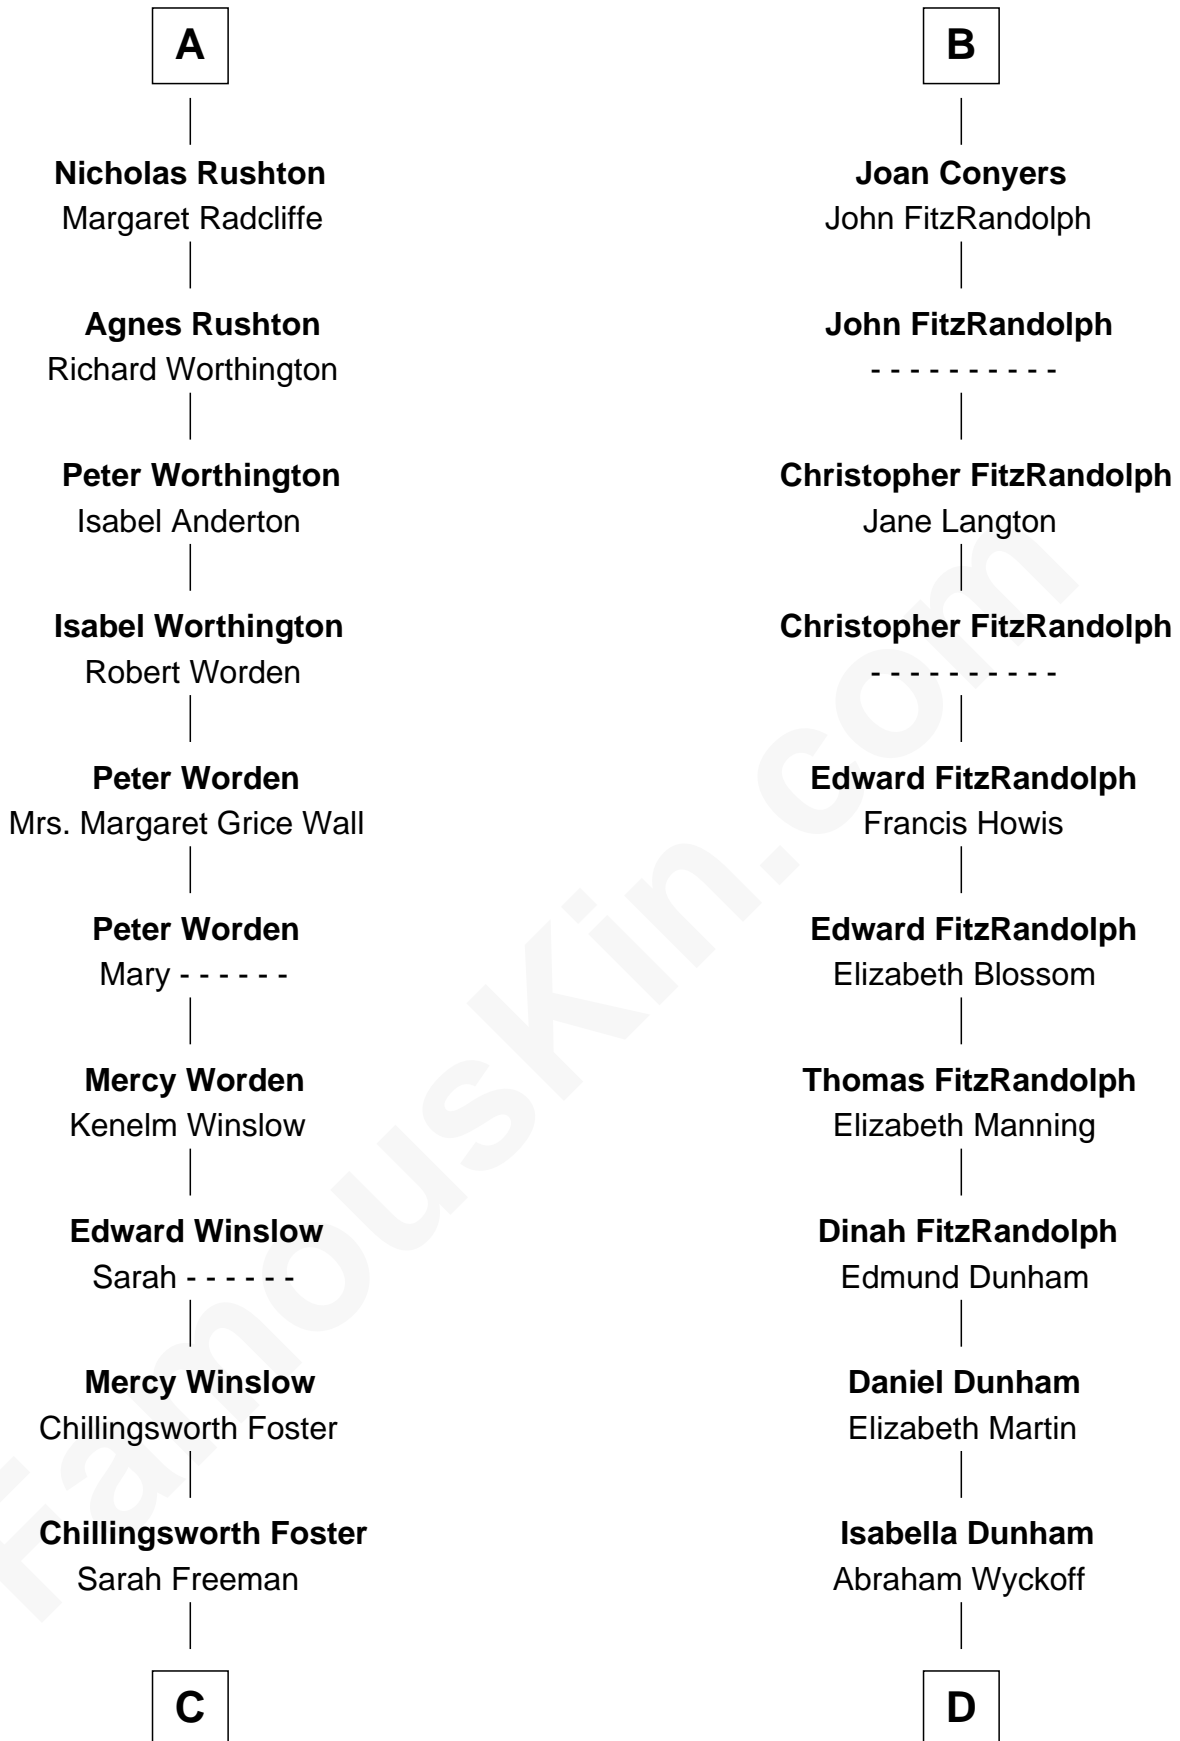 A
Nicholas Rushton
Margaret Radcliffe
Agnes Rushton
Richard Worthington
Peter Worthington
Isabel Anderton
Isabel Worthington
Robert Worden
Peter Worden
Mrs. Margaret Grice Wall
Peter Worden
Mary - - - - - -
Mercy Worden
Kenelm Winslow
Edward Winslow
Sarah - - - - - -
Mercy Winslow
Chillingsworth Foster
Chillingsworth Foster
Sarah Freeman
C
B
Joan Conyers
John FitzRandolph
John FitzRandolph
- - - - - - - - - -
Christopher FitzRandolph
Jane Langton
Christopher FitzRandolph
- - - - - - - - - -
Edward FitzRandolph
Francis Howis
Edward FitzRandolph
Elizabeth Blossom
Thomas FitzRandolph
Elizabeth Manning
Dinah FitzRandolph
Edmund Dunham
Daniel Dunham
Elizabeth Martin
Isabella Dunham
Abraham Wyckoff
D
FamousKin.com